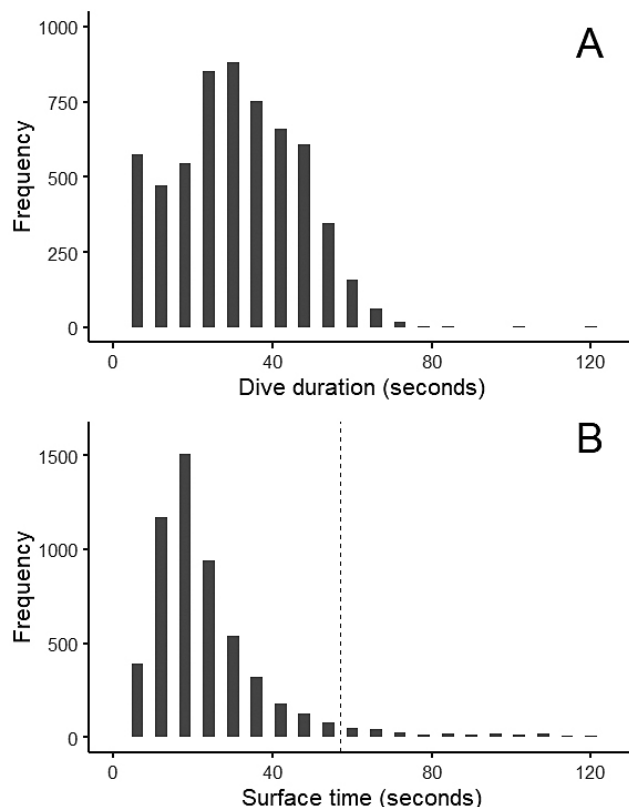 A
1000
750
500
250
0
Frequency
0 40 80 120
Dive duration (seconds)
B
1500
1000
500
0
Frequency
0 40 80 120
Surface time (seconds)